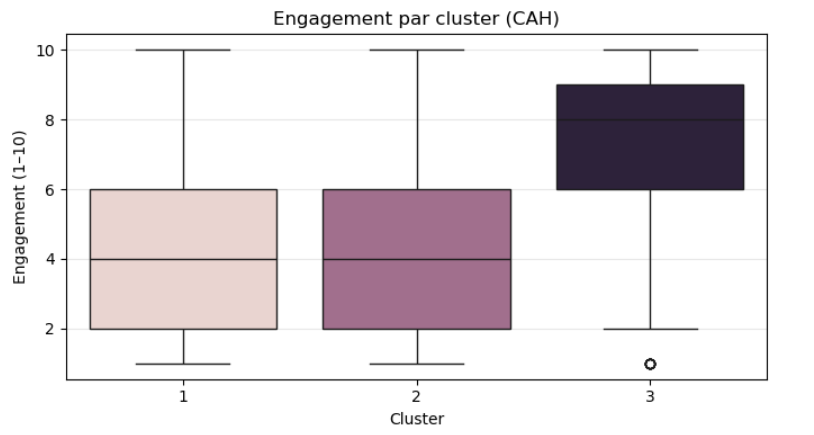 Engagement par cluster (CAH)
10
8
6
4
2
Engagement (1–10)
1 2 3
Cluster